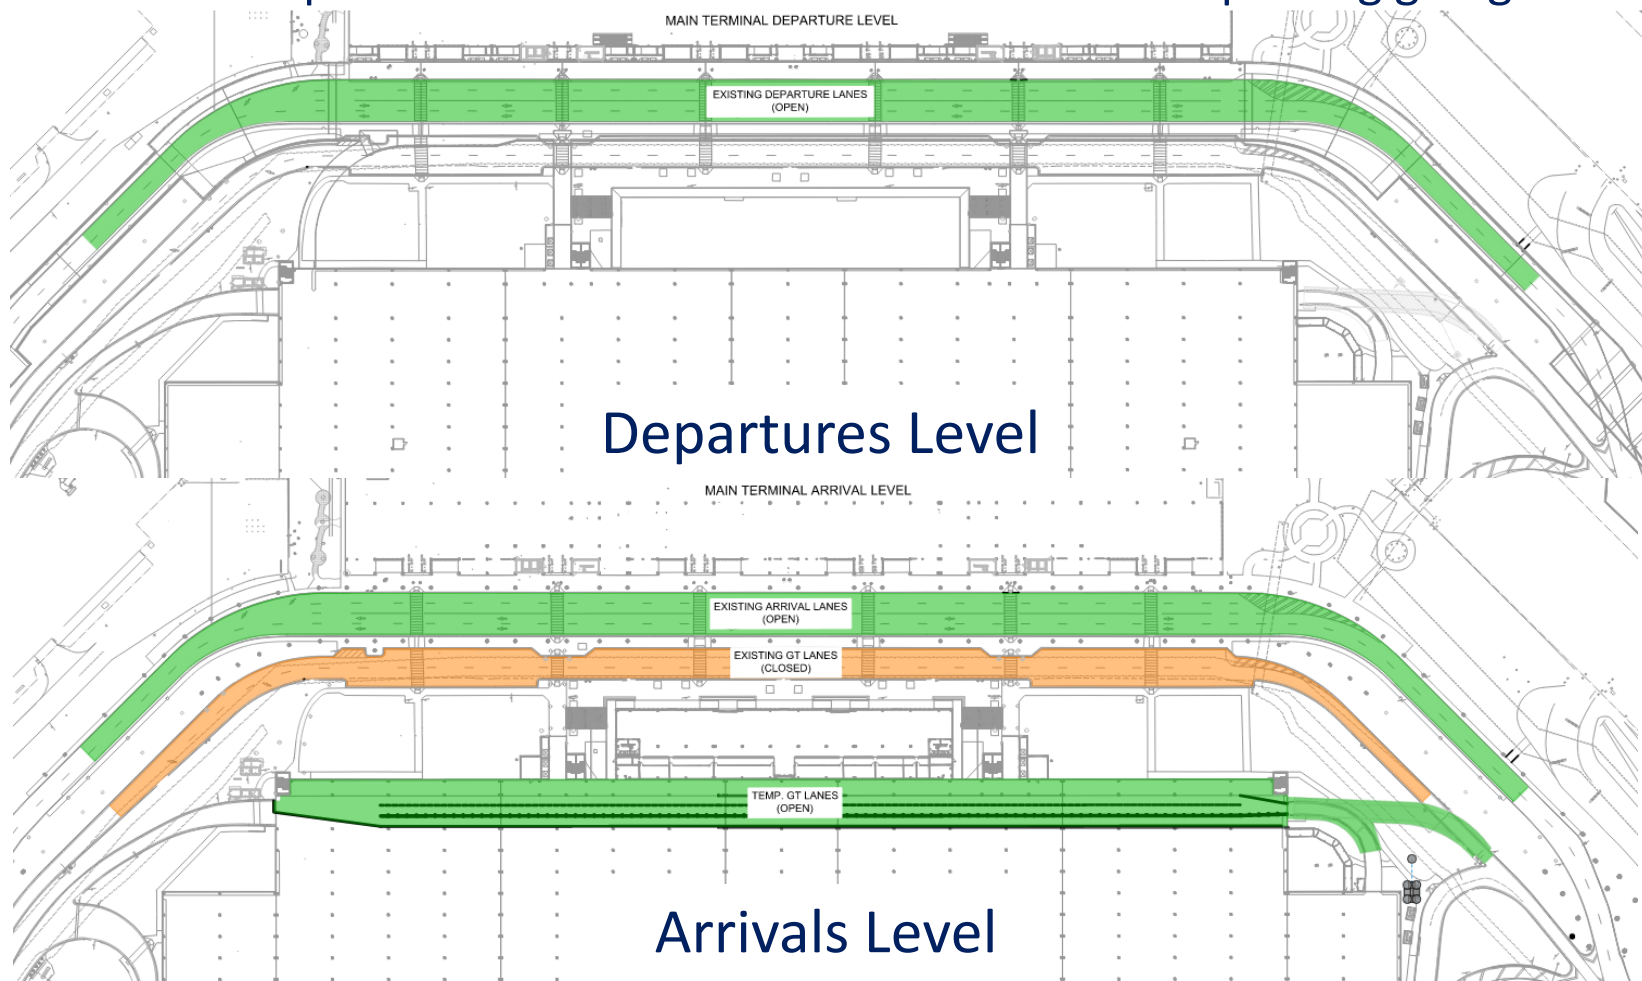 MAIN TERMINAL DEPARTURE LEVEL
EXISTING DEPARTURE LANES
(OPEN)
Departures Level
MAIN TERMINAL ARRIVAL LEVEL
EXISTING ARRIVAL LANES
(OPEN)
EXISTING GT LANES
(CLOSED)
TEMP. GT LANES
(OPEN)
Arrivals Level